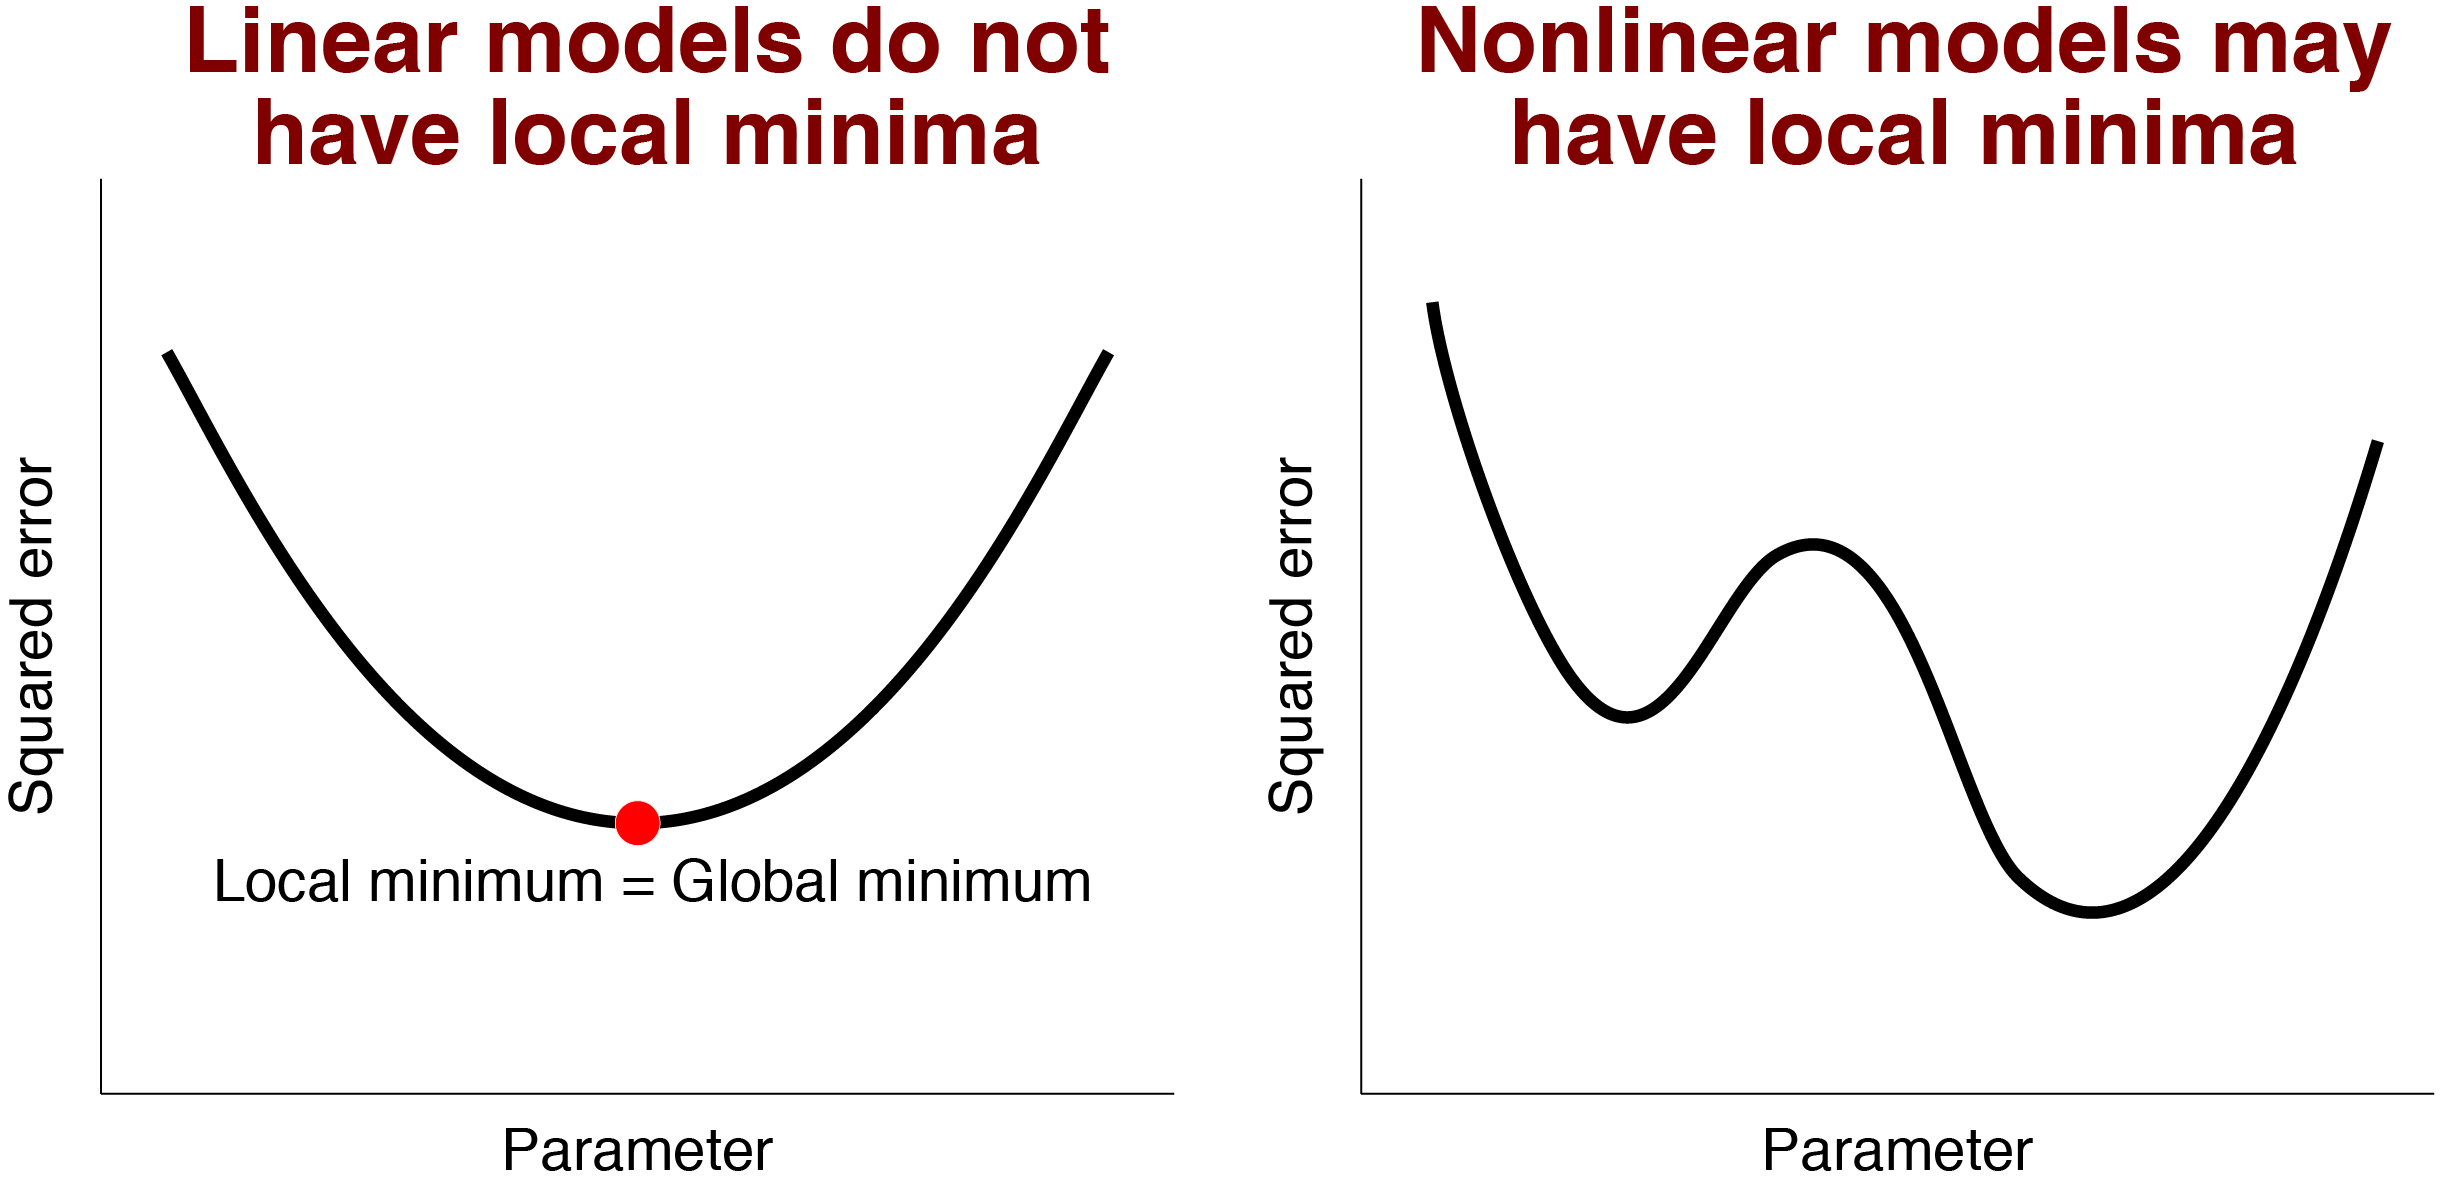 Linear models do not
have local minima
Squared error
Local minimum = Global minimum
Parameter
Nonlinear models may
have local minima
Squared error
Parameter